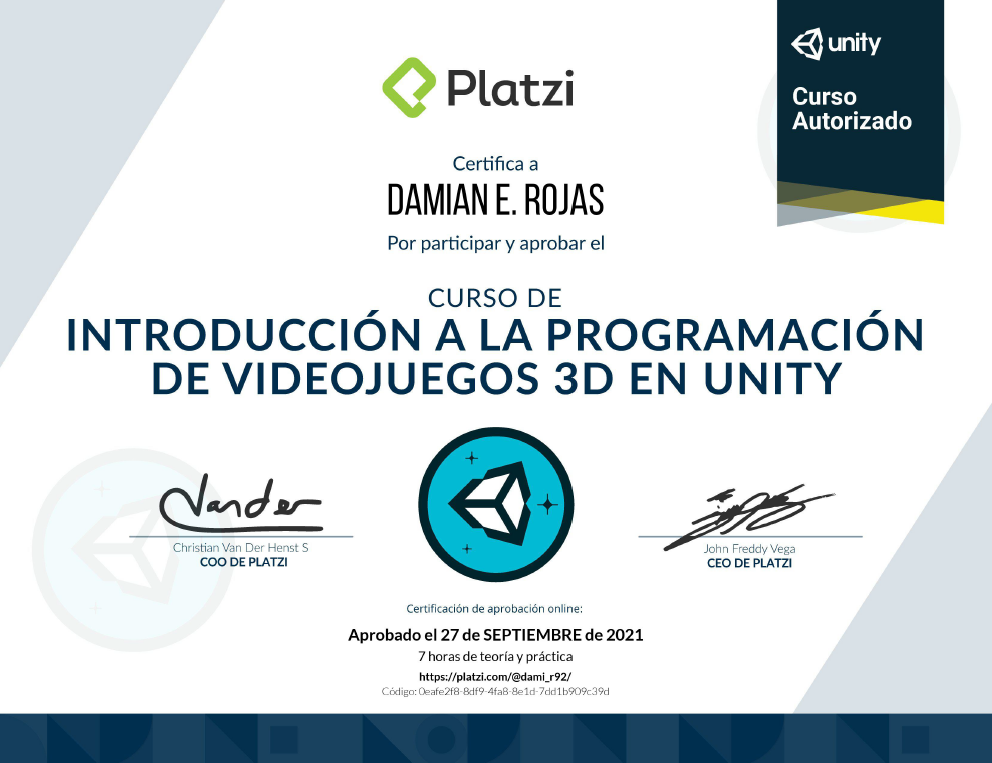 unity
Curso
Autorizado
Platzi
Certifica a
DAMIAN E. ROJAS
Por participar y aprobar el
CURSO DE
INTRODUCCIÓN A LA PROGRAMACIÓN
DE VIDEOJUEGOS 3D EN UNITY
Vander
Christian Van Der Henst S
COO DE PLATZI
John Freddy Vega
CEO DE PLATZI
Certificación de aprobación online:
Aprobado el 27 de SEPTIEMBRE de 2021
7 horas de teoría y práctica
https://platzi.com/@dami_r92/
Código: 0eafe2f8-8df9-4fa8-8e1d-7dd1b909c39d